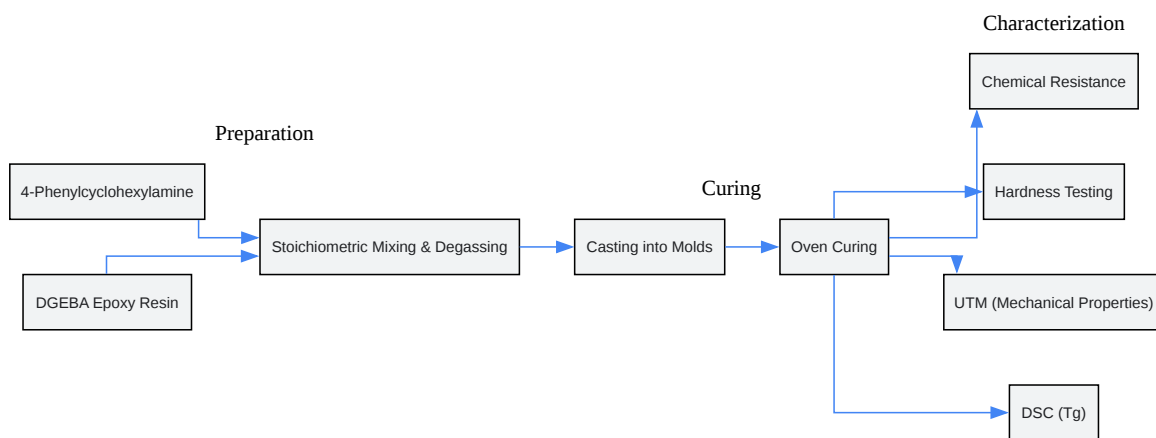 Characterization
Chemical Resistance
Preparation
4-Phenylcyclohexylamine
Curing
Hardness Testing
Stoichiometric Mixing & Degassing
Casting into Molds
Oven Curing
DGEBA Epoxy Resin
UTM (Mechanical Properties)
DSC (Tg)